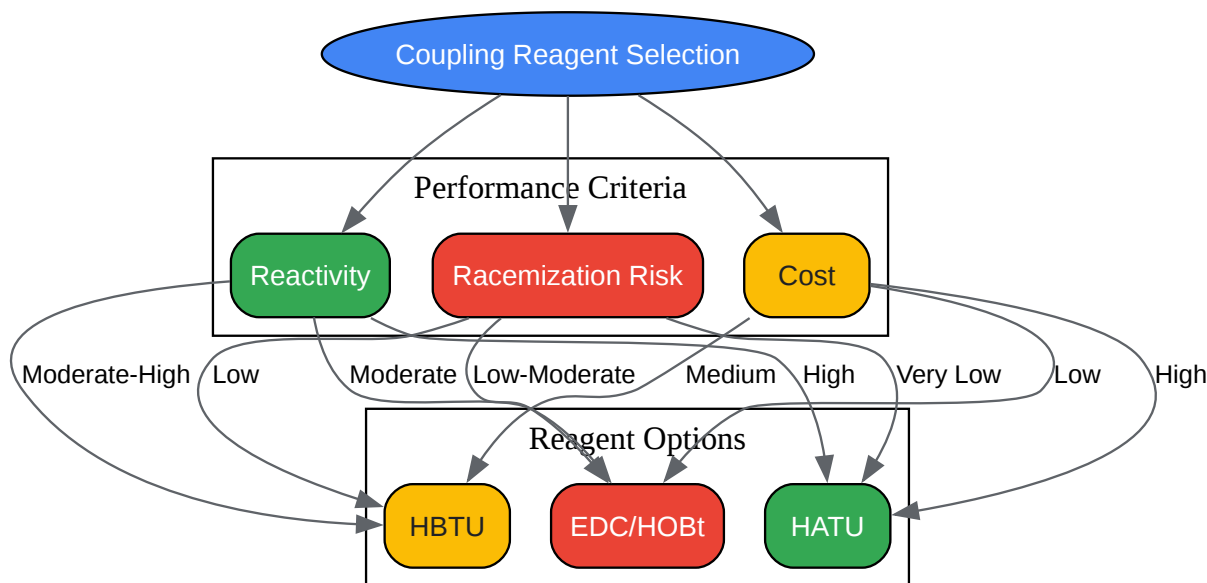 Coupling Reagent Selection
Performance Criteria
Reactivity
Racemization Risk
Cost
Moderate-High
Low
Moderate
Low-Moderate
Medium
High
Very Low
Low
High
Reagent Options
HBTU
EDC/HOBt
HATU